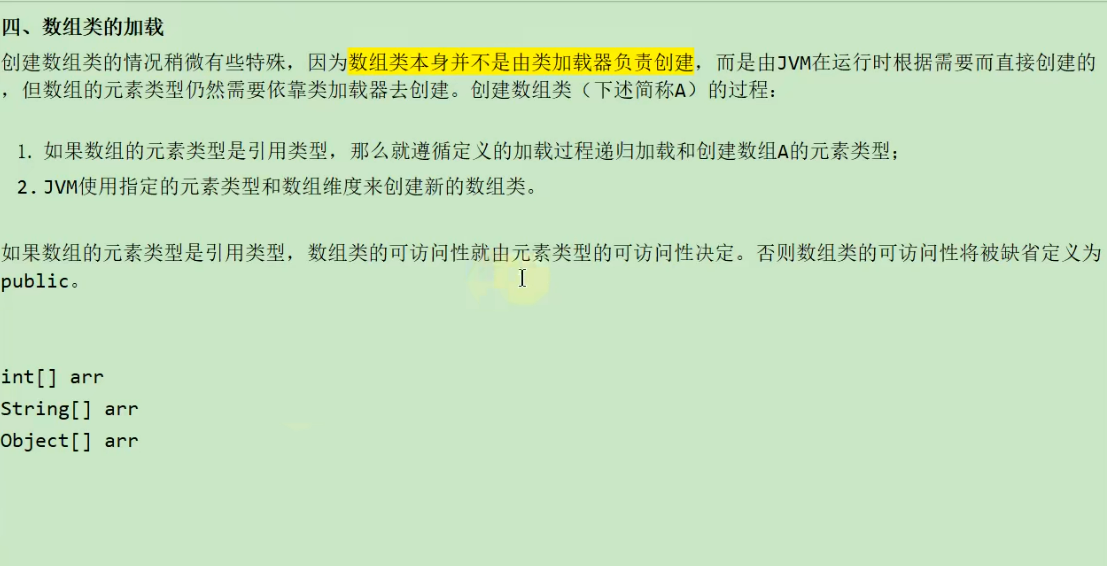 四、数组类的加载
创建数组类的情况稍微有些特殊，因为数组类本身并不是由类加载器负责创建，而是由JVM在运行时根据需要而直接创建的
，但数组的元素类型仍然需要依靠类加载器去创建。创建数组类（下述简称A）的过程：
1. 如果数组的元素类型是引用类型，那么就遵循定义的加载过程递归加载和创建数组A的元素类型；
2. JVM使用指定的元素类型和数组维度来创建新的数组类。
如果数组的元素类型是引用类型，数组类的可访问性就由元素类型的可访问性决定。否则数组类的可访问性将被缺省定义为
public。
int[] arr
String[] arr
Object[] arr